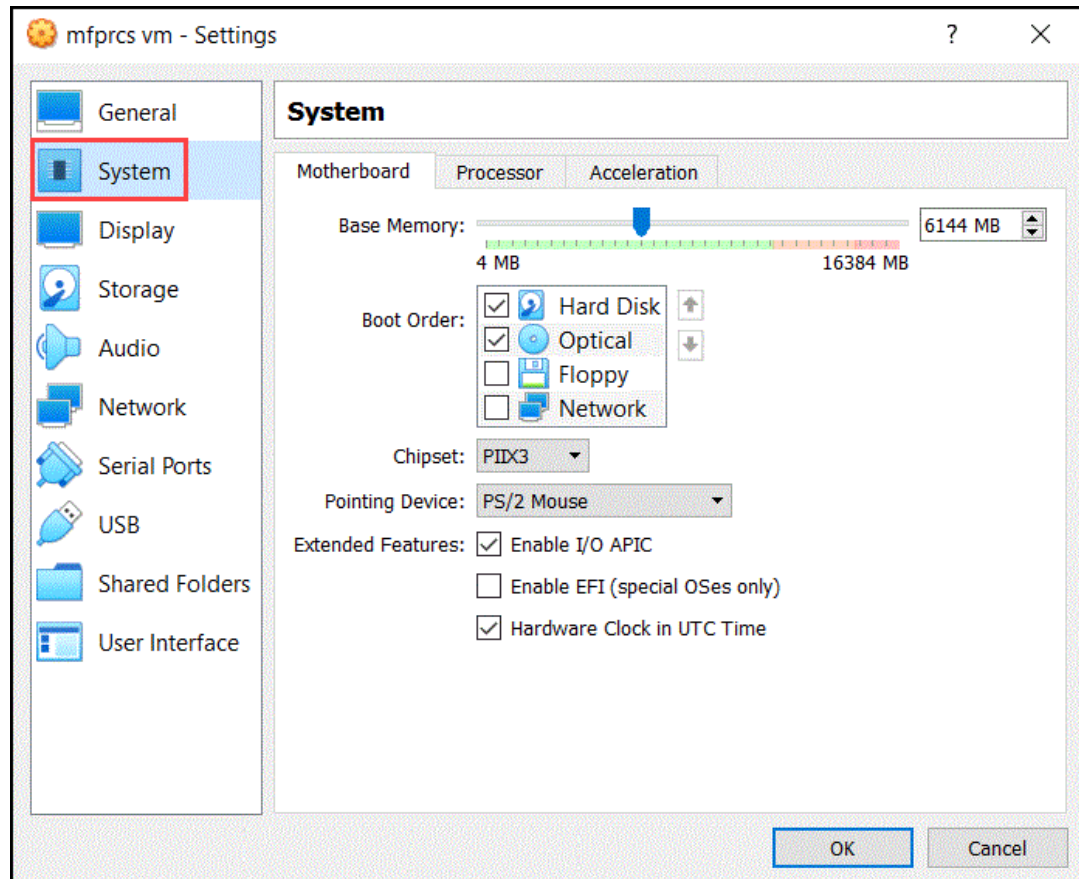 mfprcs vm - Settings
?
General
System
Display
Storage
Audio
Network
Serial Ports
USB
Shared Folders
User Interface
System
Motherboard Processor Acceleration
Base Memory: 6144 MB
4 MB 16384 MB
Boot Order: Hard Disk
Optical
Floppy
Network
Chipset: PIIX3
Pointing Device: PS/2 Mouse
Extended Features: Enable I/O APIC
Enable EFI (special OSes only)
Hardware Clock in UTC Time
OK Cancel